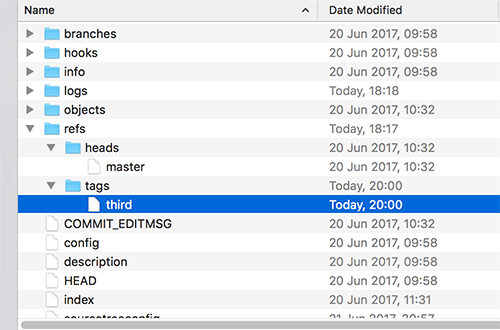 Name Date Modified
branches 20 Jun 2017, 09:58
hooks 20 Jun 2017, 09:58
info 20 Jun 2017, 09:58
logs Today, 18:18
objects 20 Jun 2017, 10:32
refs Today, 18:17
heads 20 Jun 2017, 10:32
master 20 Jun 2017, 10:32
tags Today, 20:00
third Today, 20:00
COMMIT_EDITMSG 20 Jun 2017, 10:32
config 20 Jun 2017, 09:58
description 20 Jun 2017, 09:58
HEAD 20 Jun 2017, 09:58
index 20 Jun 2017, 11:31